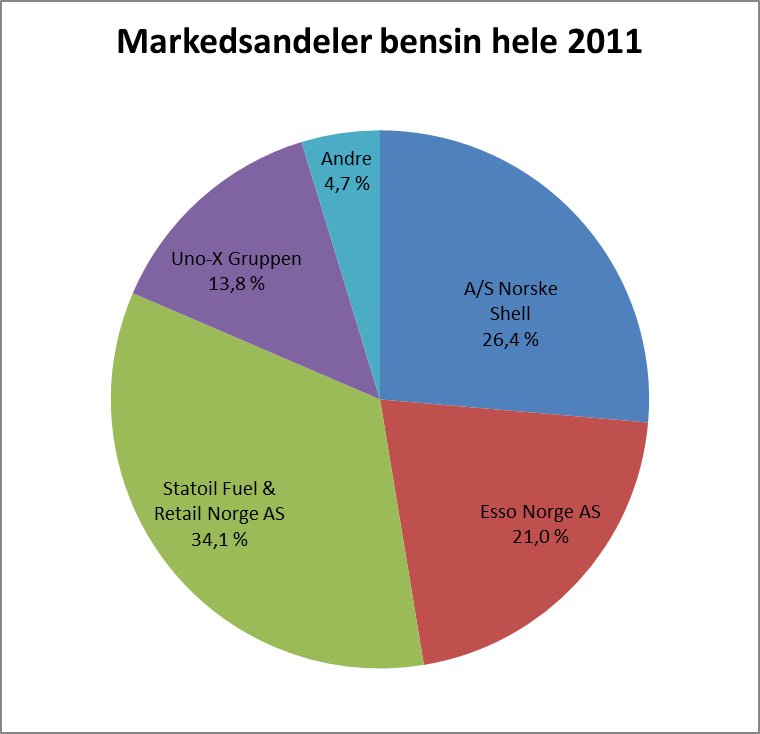 Markedsandeler bensin hele 2011
Andre
4,7 %
A/S Norske
Shell
26,4 %
Esso Norge AS
21,0 %
Statoil Fuel &
Retail Norge AS
34,1 %
Uno-X Gruppen
13,8 %